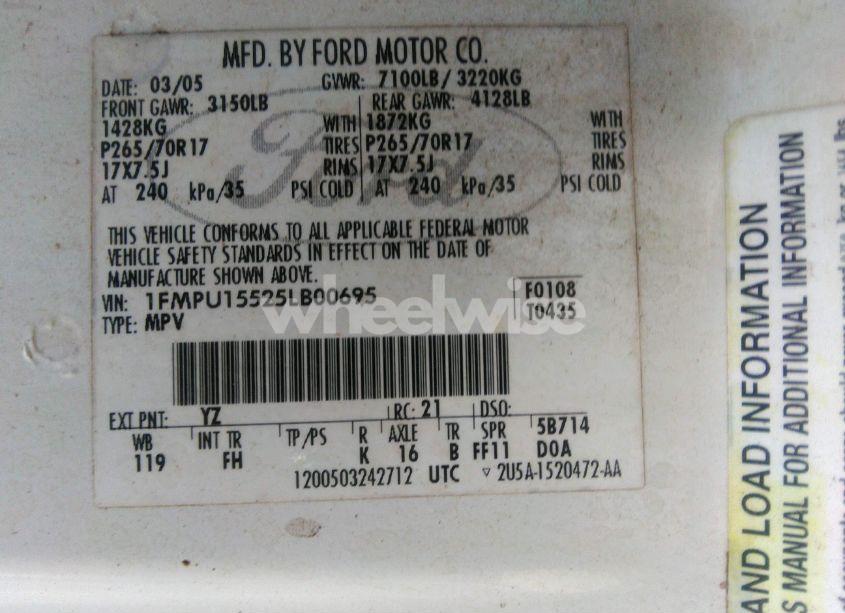 MFD. BY FORD MOTOR CO.
DATE: 03/05 GVWR: 7100LB/ 3220KG
FRONT GAWR: 3150LB REAR GAWR: 4128LB
1428KG WITH 1872KG WITH
P265/70R17 TIRES P265/70R17 TIRES
17X7.5J RIMS 17X7.5J RIMS
AT 240 kPa/35 PSI COLD AT 240 kPa/35 PSI COLD
Ford
THIS VEHICLE CONFORMS TO ALL APPLICABLE FEDERAL MOTOR
VEHICLE SAFETY STANDARDS IN EFFECT ON THE DATE OF
MANUFACTURE SHOWN ABOVE.
VIN: 1FMPU15525LB00695 F0108
TYPE: MPV T0435
wheelwise
EXT PNT: YZ RC: 21 DSO:
WB INT TR TP/PS R AXLE TR SPR 5B714
119 FH K 16 B FF11 D0A
1200503242712 UTC ▽ 2U5A-1520472-AA
AND LOAD INFORMATION
S MANUAL FOR ADDITIONAL INFORMATION